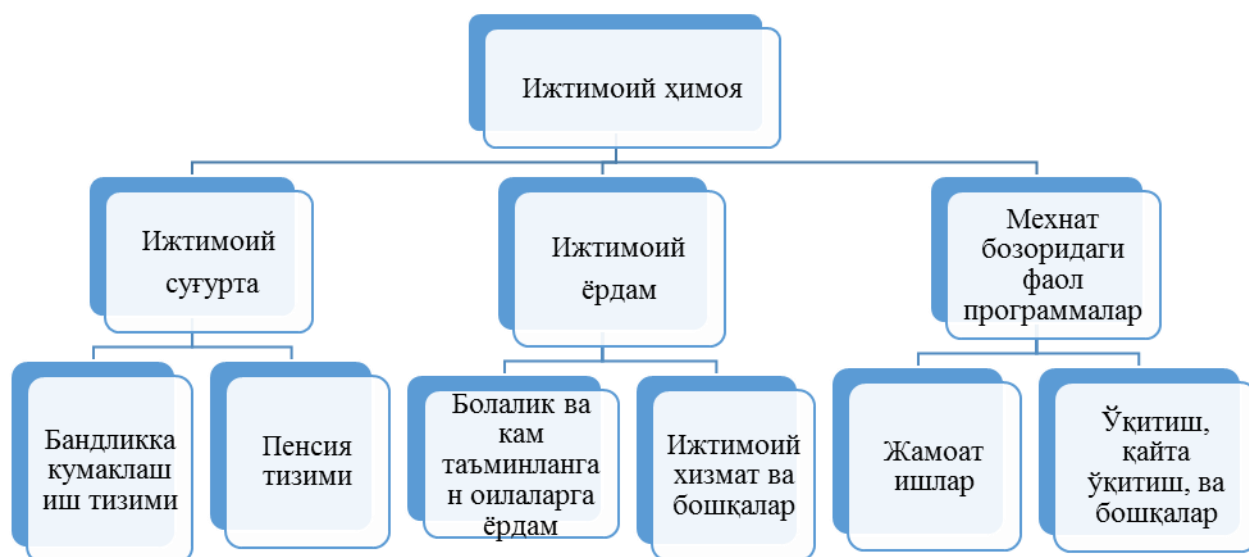 Ижтимоий ҳимоя
Ижтимоий
суғурта
Ижтимоий
ёрдам
Мехнат
бозоридаги
фаол
программалар
Бандликка
кумаклаш
иш тизими
Пенсия
тизими
Болалик ва
кам
таъминланга
н оилаларга
ёрдам
Ижтимоий
хизмат ва
бошқалар
Жамоат
ишлар
Ўқитиш,
қайта
ўқитиш, ва
бошқалар